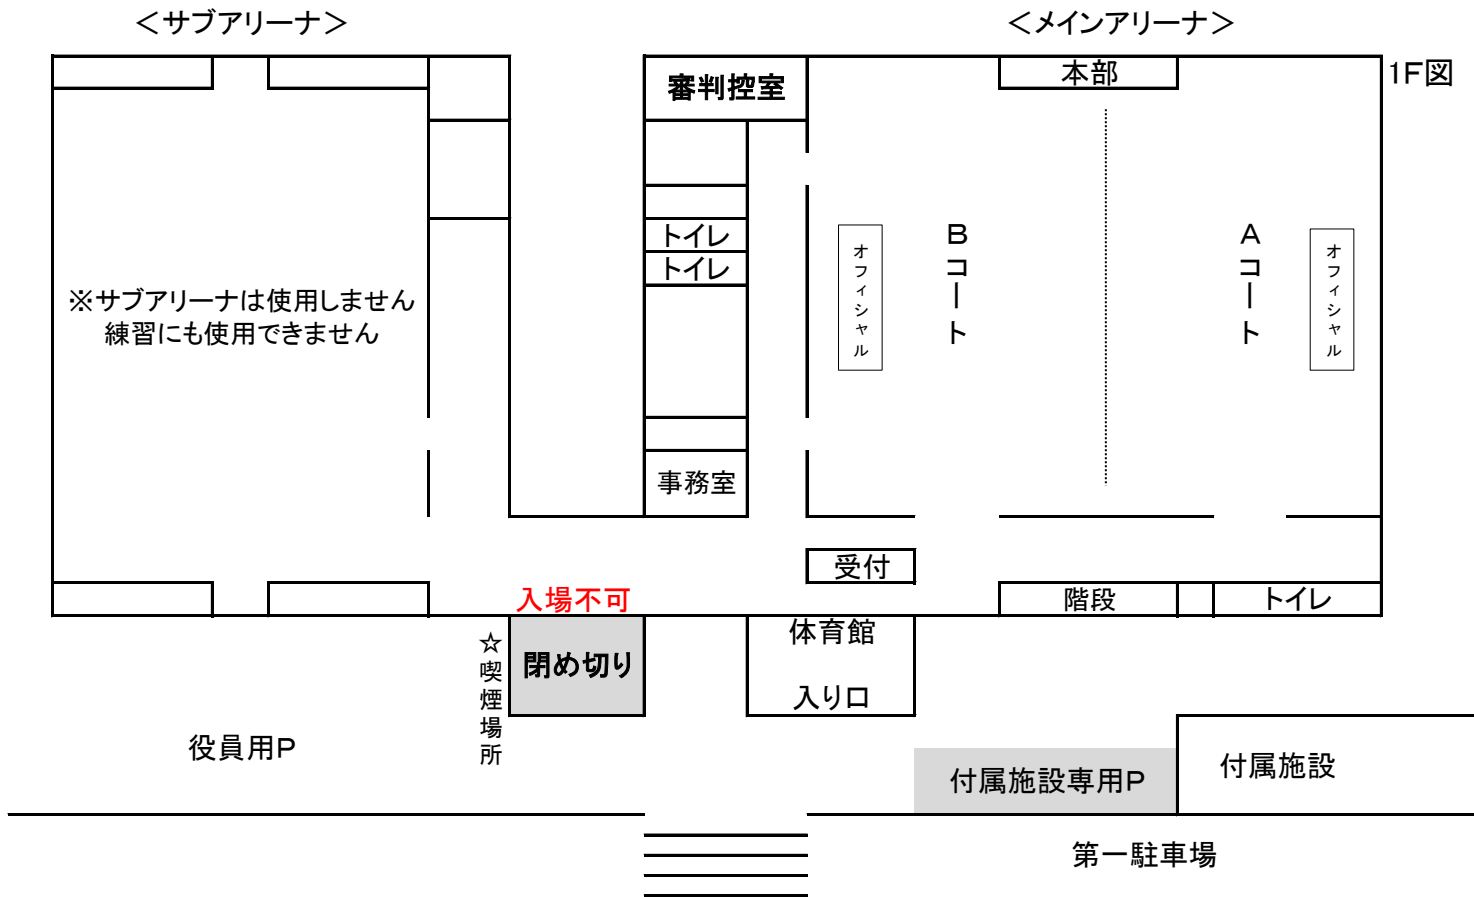 ＜サブアリーナ＞
＜メインアリーナ＞
1F図
審判控室
本部
トイレ
トイレ
オフィシャル
Bコート
Aコート
オフィシャル
※サブアリーナは使用しません
練習にも使用できません
事務室
受付
入場不可
階段
トイレ
☆喫煙場所
閉め切り
体育館
入り口
役員用P
付属施設専用P
付属施設
第一駐車場